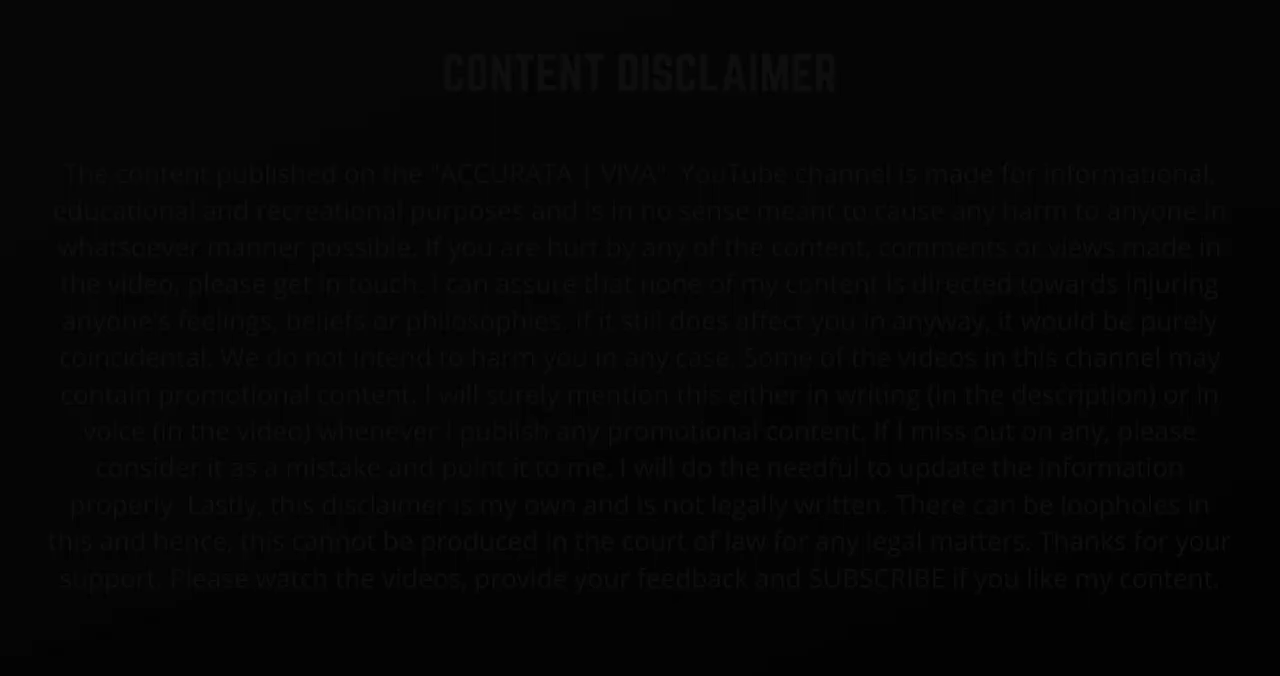 CONTENT DISCLAIMER
The content published on the "ACCURATA | VIVA" YouTube channel is made for informational,
educational and recreational purposes and is in no sense meant to cause any harm to anyone in
whatsoever manner possible. If you are hurt by any of the content, comments or views made in
the video, please get in touch. I can assure that none of my content is directed towards injuring
anyone's feelings, beliefs or philosophies. If it still does affect you in anyway, it would be purely
coincidental. We do not intend to harm you in any case. Some of the videos in this channel may
contain promotional content. I will surely mention this either in writing (in the description) or in
voice (in the video) whenever I publish any promotional content. If I miss out on any, please
consider it as a mistake and point it to me. I will do the needful to update the information
properly. Lastly, this disclaimer is my own and is not legally written. There can be loopholes in
this and hence, this cannot be produced in the court of law for any legal matters. Thanks for your
support. Please watch the videos, provide your feedback and SUBSCRIBE if you like my content.